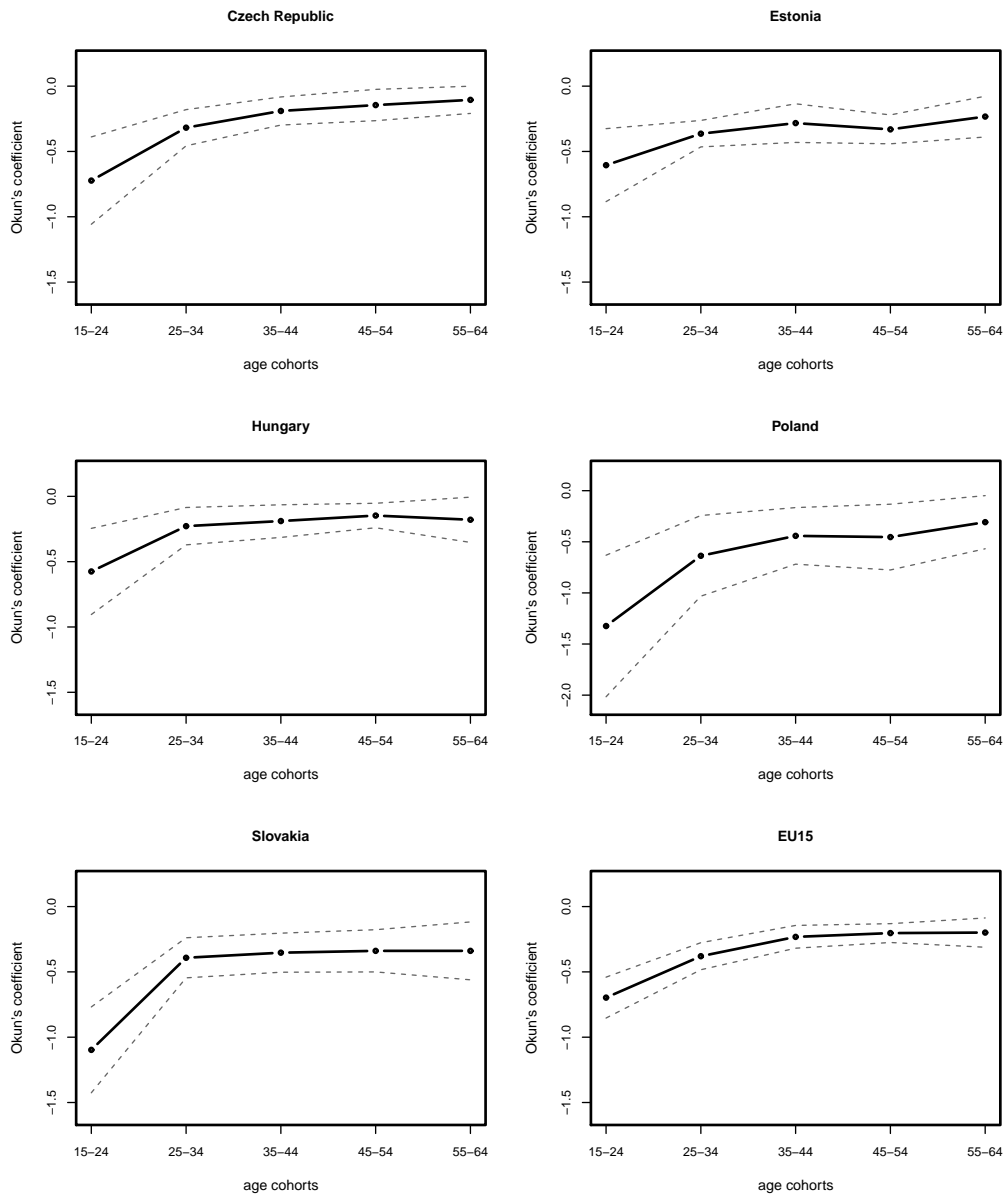 Czech Republic
Okun's coefficient
0.0
−0.5
−1.0
−1.5
15−24 25−34 35−44 45−54 55−64
age cohorts
Estonia
Okun's coefficient
0.0
−0.5
−1.0
−1.5
15−24 25−34 35−44 45−54 55−64
age cohorts
Hungary
Okun's coefficient
0.0
−0.5
−1.0
−1.5
15−24 25−34 35−44 45−54 55−64
age cohorts
Poland
Okun's coefficient
0.0
−0.5
−1.0
−1.5
−2.0
15−24 25−34 35−44 45−54 55−64
age cohorts
Slovakia
Okun's coefficient
0.0
−0.5
−1.0
−1.5
15−24 25−34 35−44 45−54 55−64
age cohorts
EU15
Okun's coefficient
0.0
−0.5
−1.0
−1.5
15−24 25−34 35−44 45−54 55−64
age cohorts